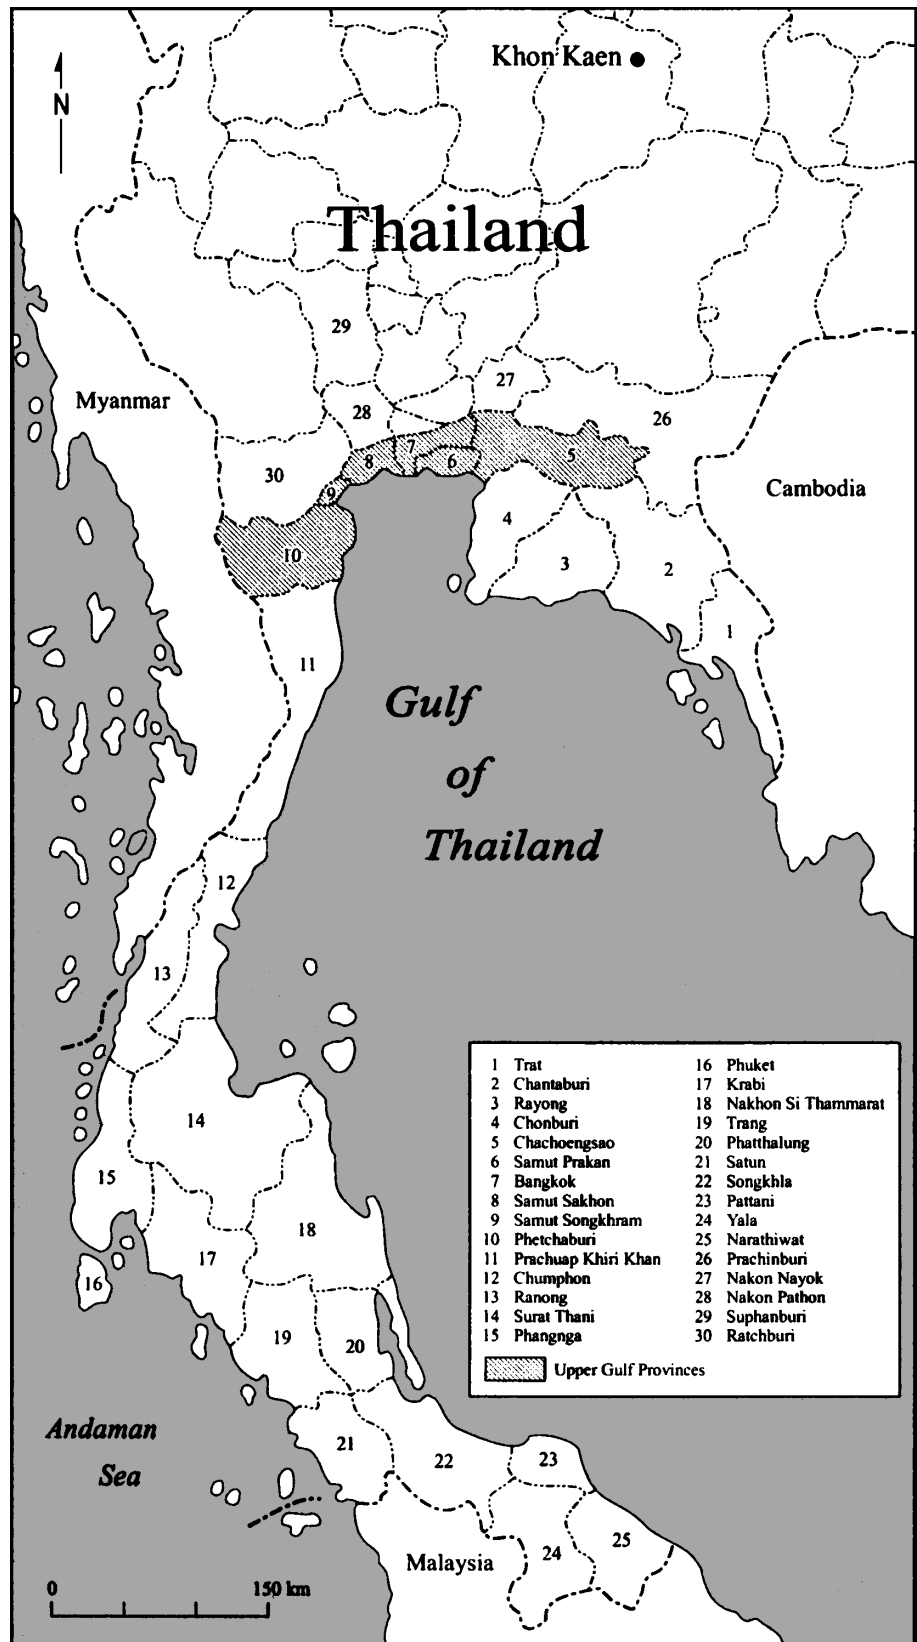 Khon Kaen
N
Thailand
29
27
Myanmar
28
26
7
8
6
5
30
9
Cambodia
4
10
3
2
1
11
Gulf
of
Thailand
12
13
14
15
18
17
16
19
20
Andaman
Sea
21
22
23
24
25
Malaysia
0 150 km
1 Trat
2 Chantaburi
3 Rayong
4 Chonburi
5 Chachoengsao
6 Samut Prakan
7 Bangkok
8 Samut Sakhon
9 Samut Songkhram
10 Phetchaburi
11 Prachuap Khiri Khan
12 Chumphon
13 Ranong
14 Surat Thani
15 Phangnga
16 Phuket
17 Krabi
18 Nakhon Si Thammarat
19 Trang
20 Phatthalung
21 Satun
22 Songkhla
23 Pattani
24 Yala
25 Narathiwat
26 Prachinburi
27 Nakon Nayok
28 Nakon Pathon
29 Suphanburi
30 Ratchburi
Upper Gulf Provinces